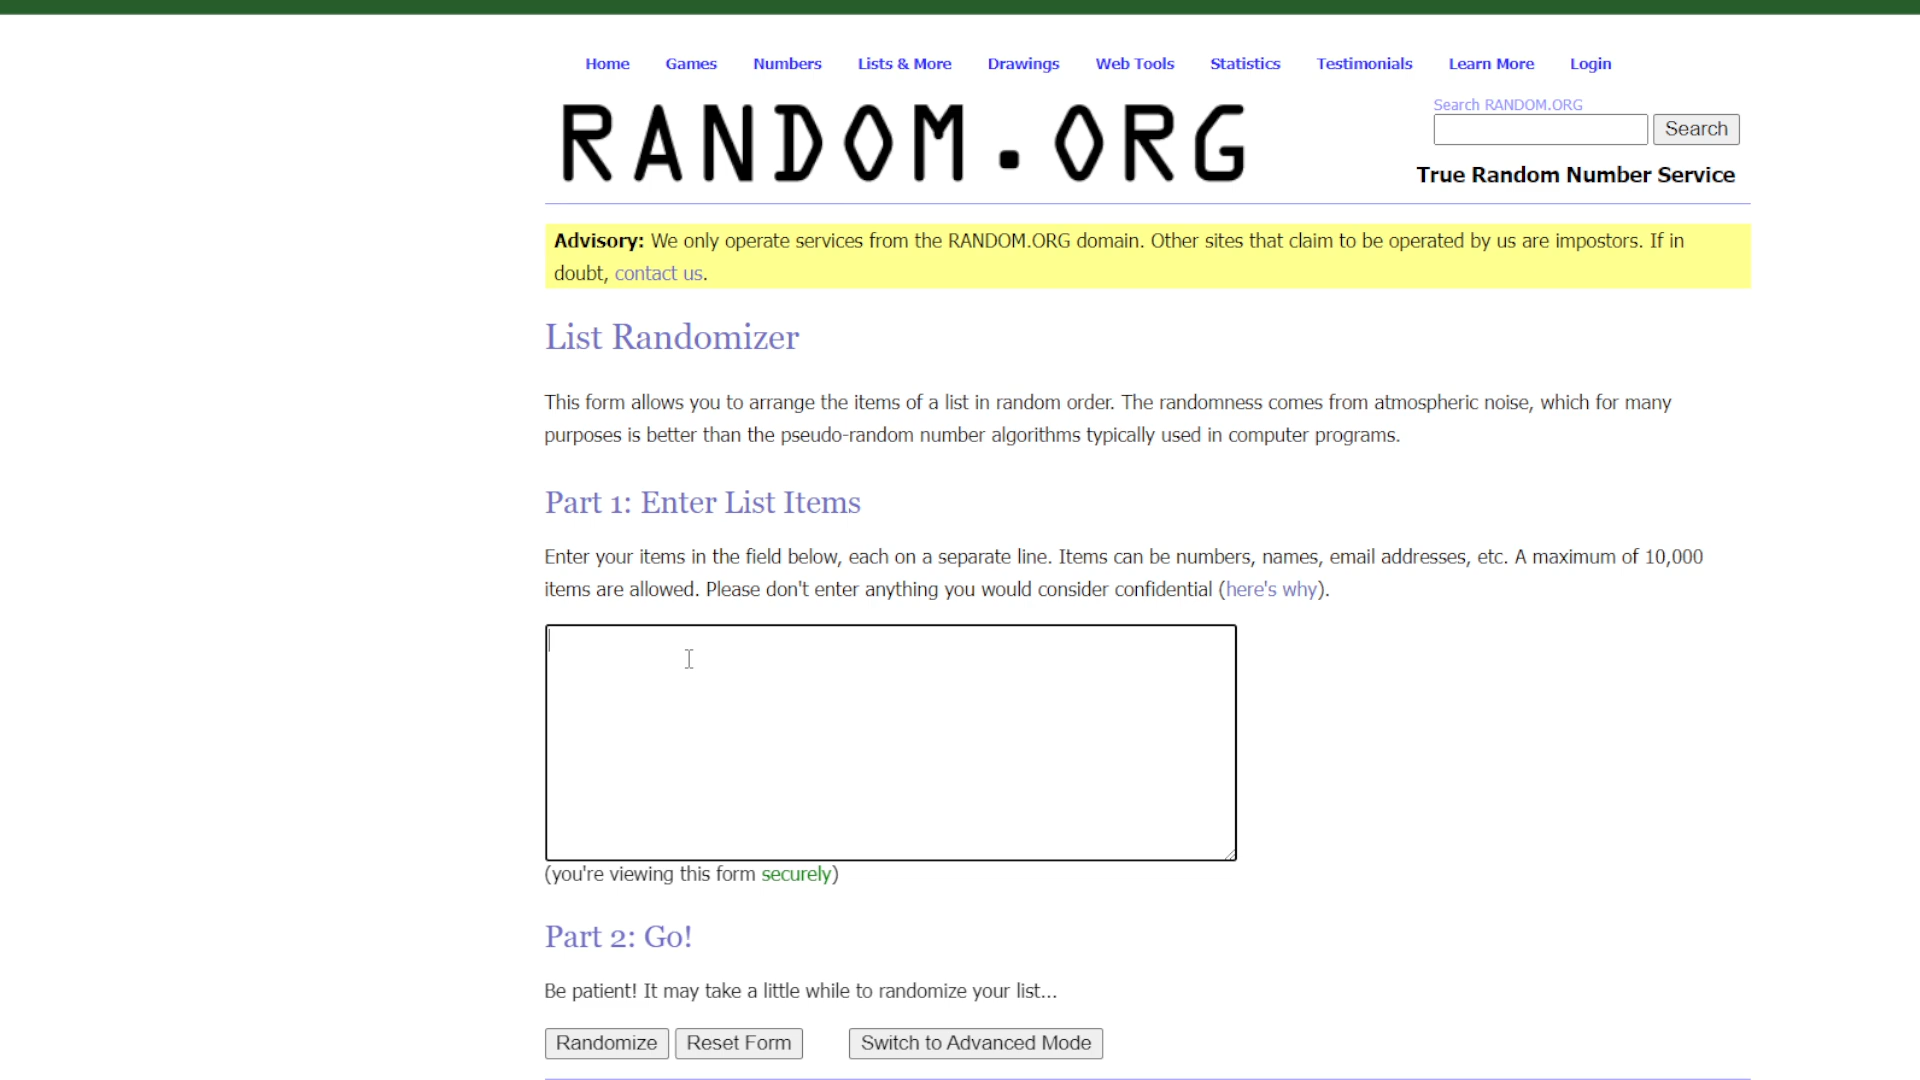 Home Games Numbers Lists & More Drawings Web Tools Statistics Testimonials Learn More Login
RANDOM.ORG
Search RANDOM.ORG
Search
True Random Number Service
Advisory: We only operate services from the RANDOM.ORG domain. Other sites that claim to be operated by us are impostors. If in
doubt, contact us.
List Randomizer
This form allows you to arrange the items of a list in random order. The randomness comes from atmospheric noise, which for many
purposes is better than the pseudo-random number algorithms typically used in computer programs.
Part 1: Enter List Items
Enter your items in the field below, each on a separate line. Items can be numbers, names, email addresses, etc. A maximum of 10,000
items are allowed. Please don't enter anything you would consider confidential (here's why).
(you're viewing this form securely)
Part 2: Go!
Be patient! It may take a little while to randomize your list...
Randomize Reset Form Switch to Advanced Mode